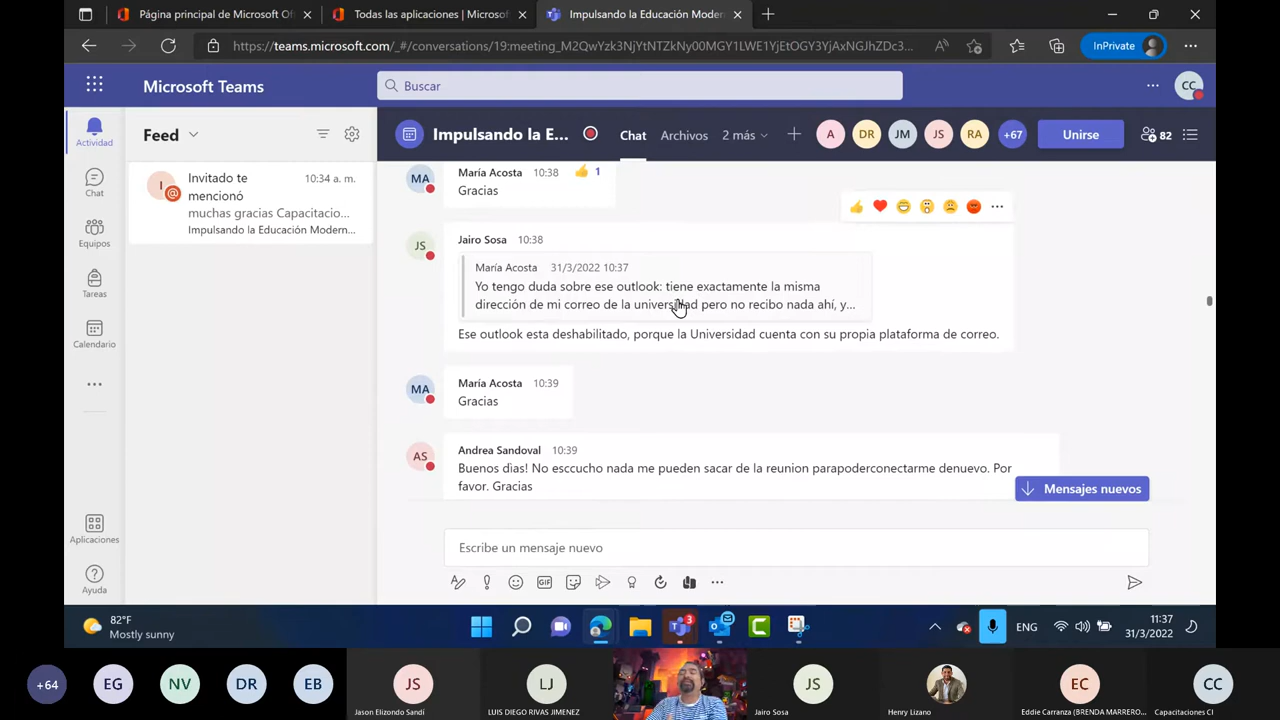 Página principal de Microsoft Of
Todas las aplicaciones | Microsof
Impulsando la Educación Moder
https://teams.microsoft.com/_#/conversations/19:meeting_M2QwYzk3NjYtNTZkNy00MGY1LWE1YjEtOGY3YjAxNGJhZDc3...
InPrivate
Microsoft Teams
Buscar
CC
Actividad
Chat
Equipos
Tareas
Calendario
Aplicaciones
Ayuda
Feed
I
Invitado te
mencionó
10:34 a. m.
muchas gracias Capacitacio...
Impulsando la Educación Modern...
Impulsando la E...
Chat
Archivos
2 más
A
DR
JM
JS
RA
+67
Unirse
82
MA
María Acosta 10:38
1
Gracias
JS
Jairo Sosa 10:38
María Acosta 31/3/2022 10:37
Yo tengo duda sobre ese outlook: tiene exactamente la misma
dirección de mi correo de la universidad pero no recibo nada ahí, y...
Ese outlook esta deshabilitado, porque la Universidad cuenta con su propia plataforma de correo.
MA
María Acosta 10:39
Gracias
AS
Andrea Sandoval 10:39
Buenos dìas! No esccucho nada me pueden sacar de la reunion parapoderconectarme denuevo. Por
favor. Gracias
Mensajes nuevos
Escribe un mensaje nuevo
GIF
82°F
Mostly sunny
3
ENG
11:37
31/3/2022
+64
EG
NV
DR
EB
JS
Jason Elizondo Sandí
LJ
LUIS DIEGO RIVAS JIMENEZ
JS
Jairo Sosa
Henry Lizano
EC
Eddie Carranza (BRENDA MARRERO...
CC
Capacitaciones CI